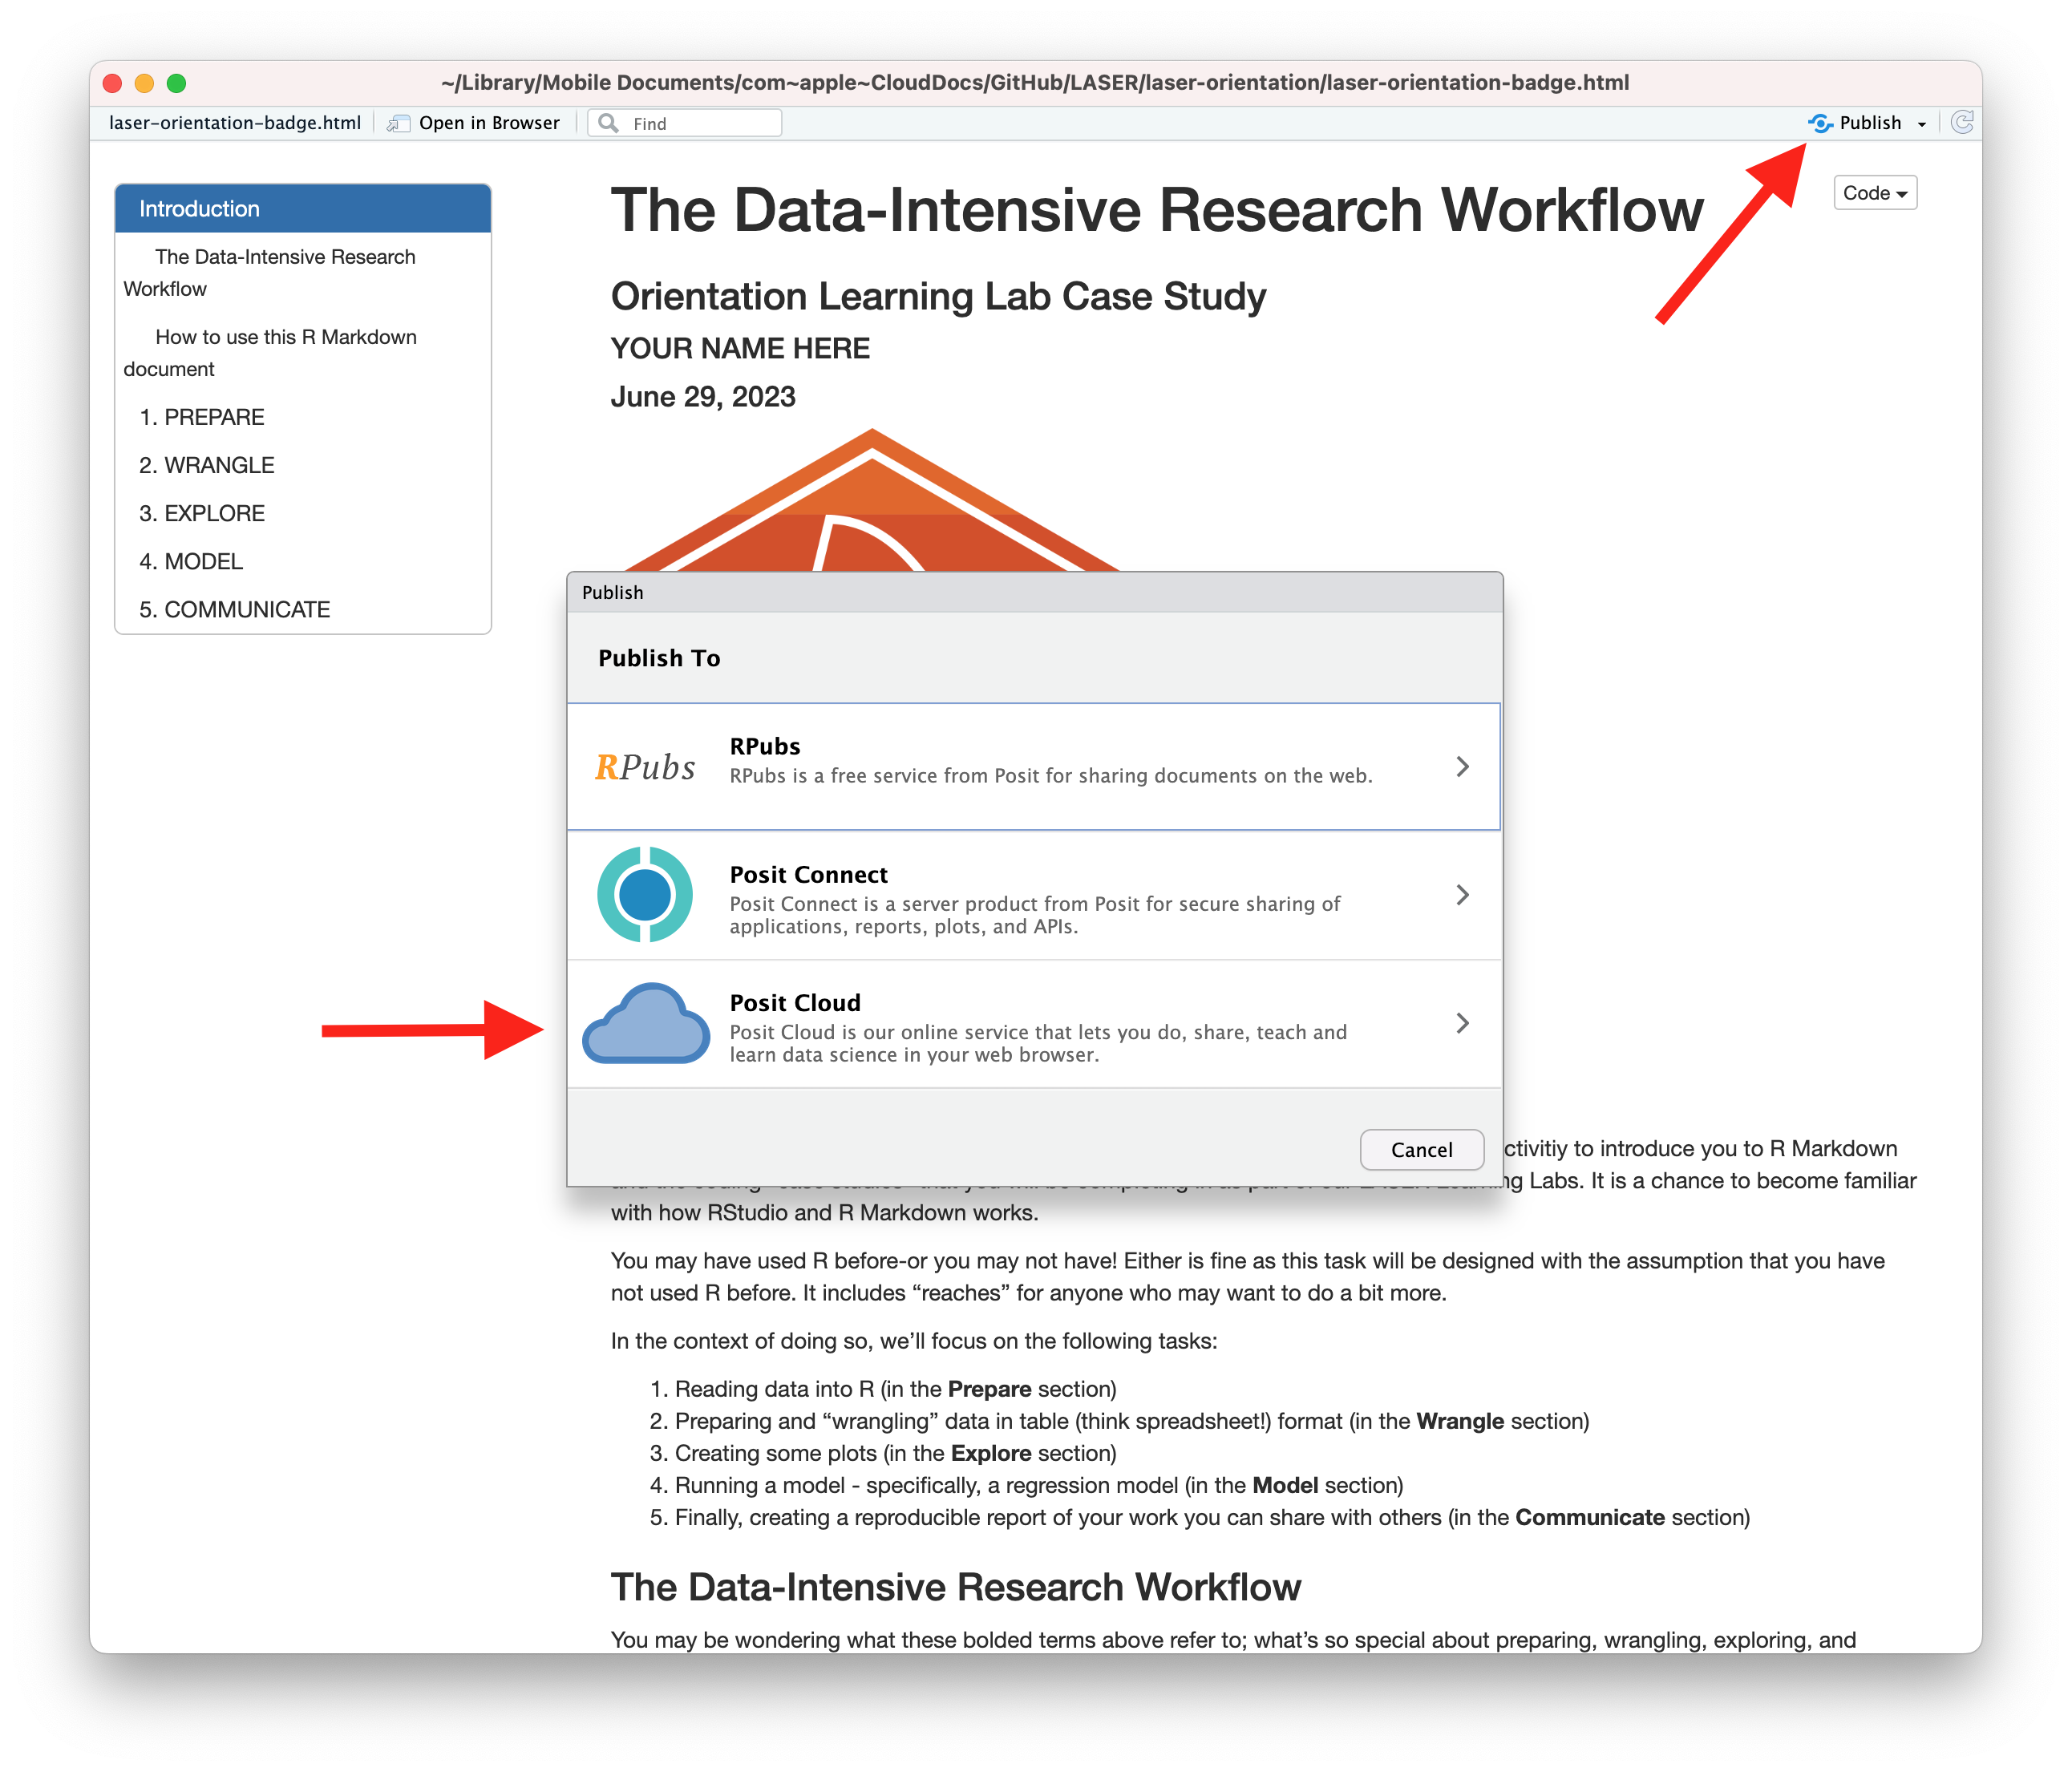 ~/Library/Mobile Documents/com~apple~CloudDocs/GitHub/LASER/laser-orientation/laser-orientation-badge.html
laser-orientation-badge.html Open in Browser Find Publish
Introduction
The Data-Intensive Research
Workflow
How to use this R Markdown
document
1. PREPARE
2. WRANGLE
3. EXPLORE
4. MODEL
5. COMMUNICATE
The Data-Intensive Research Workflow
Code
Orientation Learning Lab Case Study
YOUR NAME HERE
June 29, 2023
Publish
Publish To
RPubs
RPubs
RPubs is a free service from Posit for sharing documents on the web.
Posit Connect
Posit Connect is a server product from Posit for secure sharing of
applications, reports, plots, and APIs.
Posit Cloud
Posit Cloud is our online service that lets you do, share, teach and
learn data science in your web browser.
Cancel
ctivitiy to introduce you to R Markdown
ng Labs. It is a chance to become familiar
with how RStudio and R Markdown works.
You may have used R before-or you may not have! Either is fine as this task will be designed with the assumption that you have
not used R before. It includes “reaches” for anyone who may want to do a bit more.
In the context of doing so, we’ll focus on the following tasks:
1. Reading data into R (in the Prepare section)
2. Preparing and “wrangling” data in table (think spreadsheet!) format (in the Wrangle section)
3. Creating some plots (in the Explore section)
4. Running a model - specifically, a regression model (in the Model section)
5. Finally, creating a reproducible report of your work you can share with others (in the Communicate section)
The Data-Intensive Research Workflow
You may be wondering what these bolded terms above refer to; what’s so special about preparing, wrangling, exploring, and